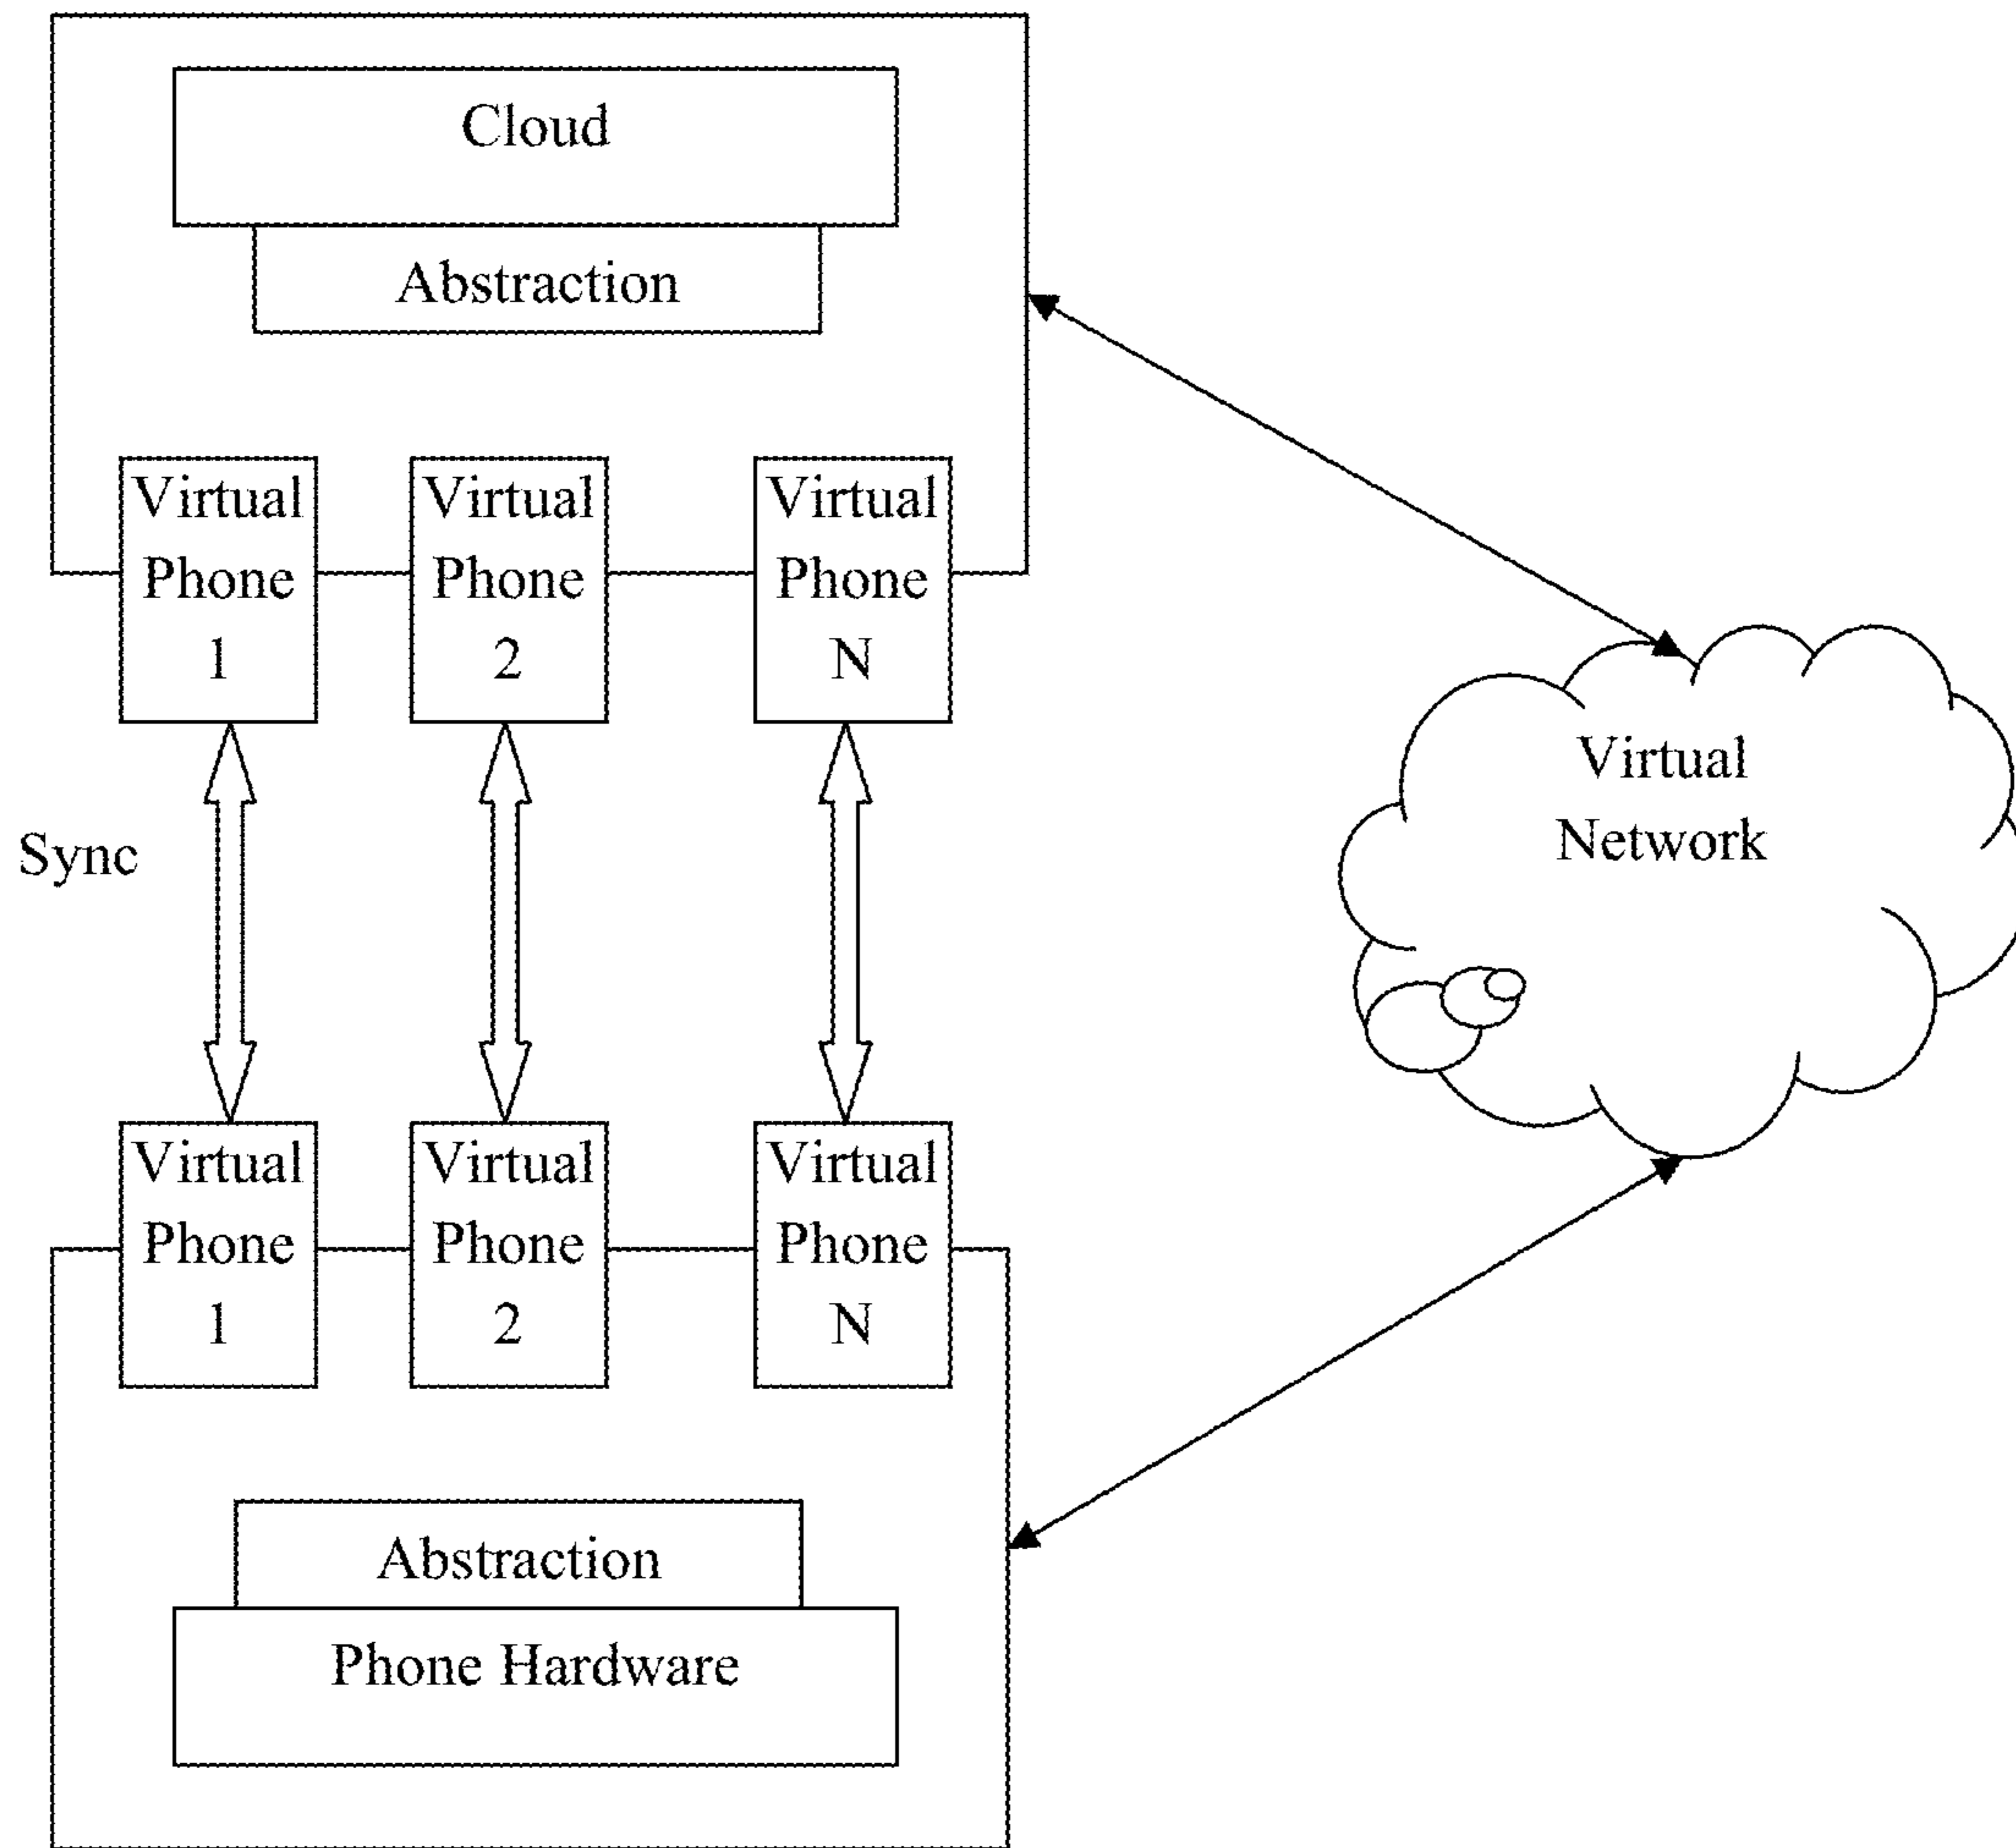 Cloud
Abstraction
Virtual
Phone
1
Virtual
Phone
2
Virtual
Phone
N
Virtual
Network
Sync
Virtual
Phone
1
Virtual
Phone
2
Virtual
Phone
N
Abstraction
Phone Hardware